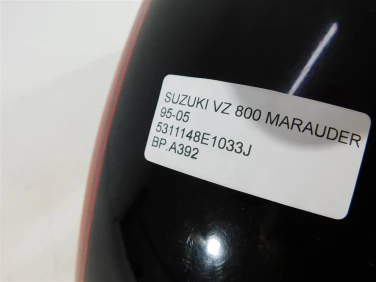 SUZUKI VZ 800 MARAUDER
95-05
5311148E1033J
BP.A392